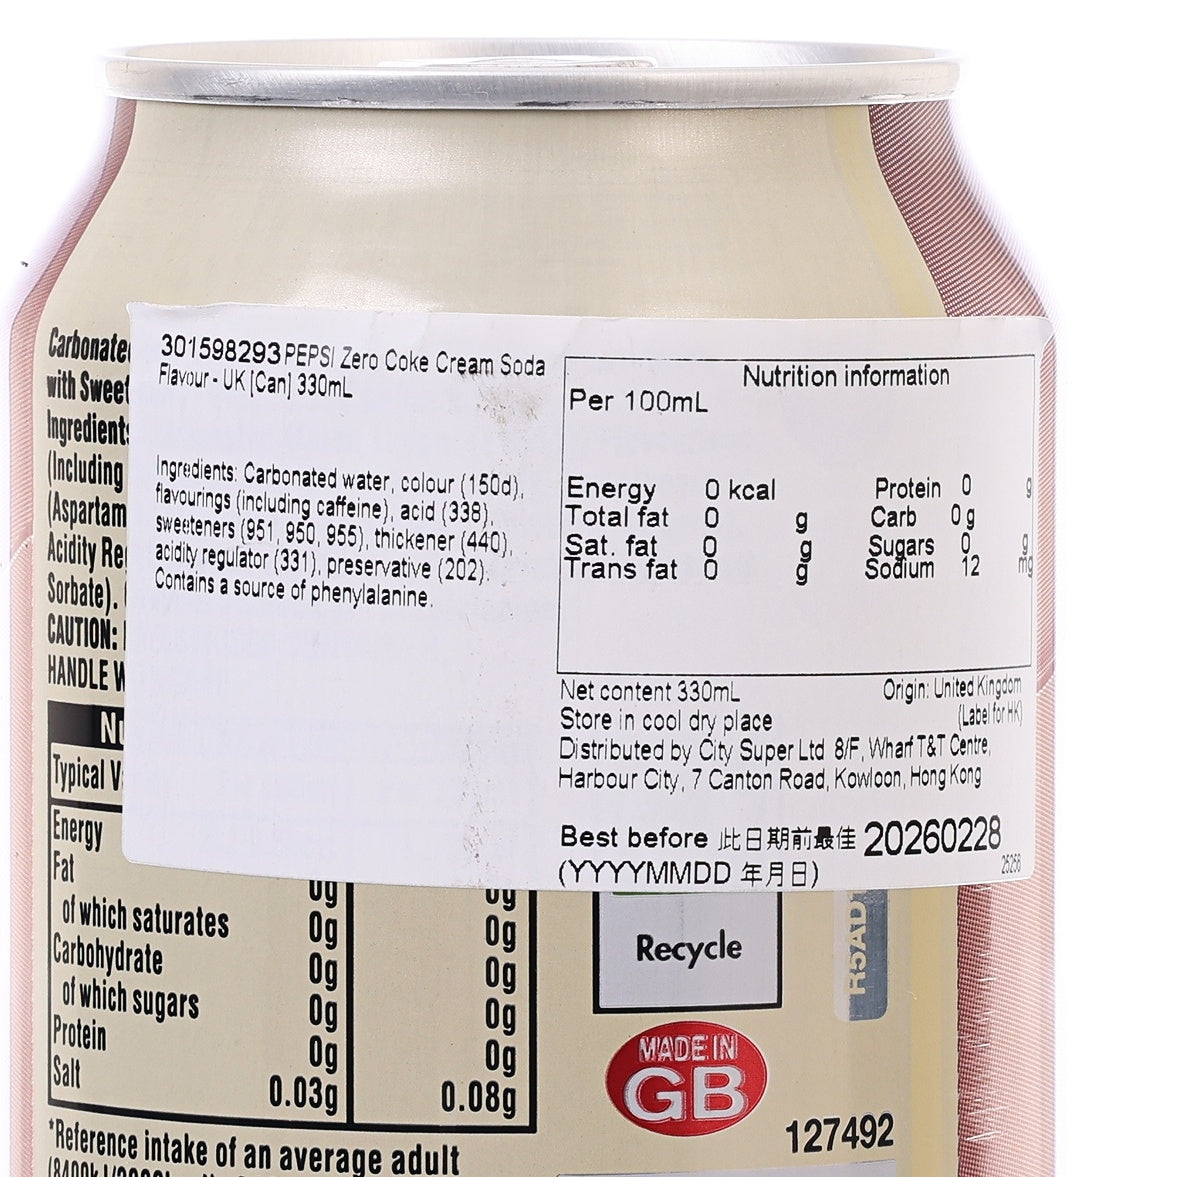 301598293 PEPSI Zero Coke Cream Soda
Flavour - UK [Can] 330mL
Ingredients: Carbonated water, colour (150d),
flavourings (including caffeine), acid (338),
sweeteners (951, 950, 955), thickener (440),
acidity regulator (331), preservative (202).
Contains a source of phenylalanine.
Nutrition information
Per 100mL
Energy 0 kcal Protein 0 g
Total fat 0 g Carb 0 g
Sat. fat 0 g Sugars 0 g
Trans fat 0 g Sodium 12 mg
Net content 330mL Origin: United Kingdom
Store in cool dry place (Label for HK)
Distributed by City Super Ltd 8/F, Wharf T&T Centre,
Harbour City, 7 Canton Road, Kowloon, Hong Kong
Best before 此日期前最佳 20260228
(YYYYMMDD 年月日)
with
(Including
Acidity
Sorbate).
CAUTION:
HANDLE
Typical
Energy
Fat 0g 0g
of which saturates 0g 0g
Carbohydrate 0g 0g
of which sugars 0g 0g
Protein 0g 0g
Salt 0.03g 0.08g
*Reference intake of an average adult
Recycle
MADE IN
GB
127492